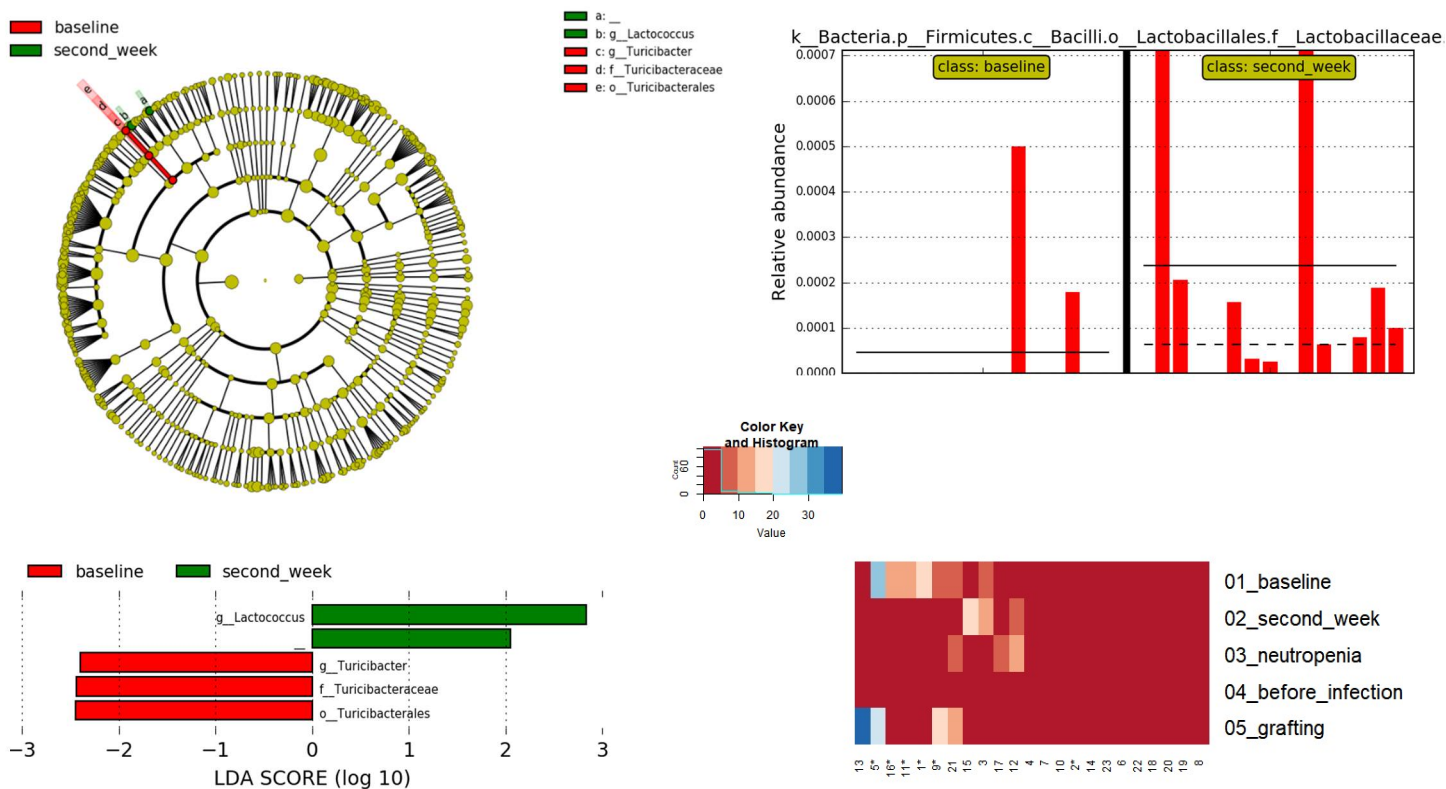 baseline
second_week
a: __
b: g__Lactococcus
c: g__Turicibacter
d: f__Turicibacteraceae
e: o__Turicibacterales
e
d
c
b
a
k__Bacteria.p__Firmicutes.c__Bacilli.o__Lactobacillales.f__Lactobacillaceae.
class: baseline
class: second_week
Relative abundance
0.0007
0.0006
0.0005
0.0004
0.0003
0.0002
0.0001
0.0000
Color Key
and Histogram
Count
0 60
0 10 20 30
Value
baseline second_week
g__Lactococcus
__
g__Turicibacter
f__Turicibacteraceae
o__Turicibacterales
−3 −2 −1 0 1 2 3
LDA SCORE (log 10)
01_baseline
02_second_week
03_neutropenia
04_before_infection
05_grafting
13 5* 16* 11* 1* 9* 21 15 3 17 12 4 7 10 2* 14 23 6 22 18 20 19 8